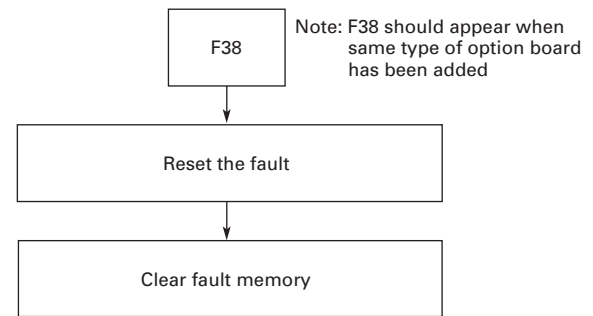 F38
Note: F38 should appear when
same type of option board
has been added
Reset the fault
Clear fault memory